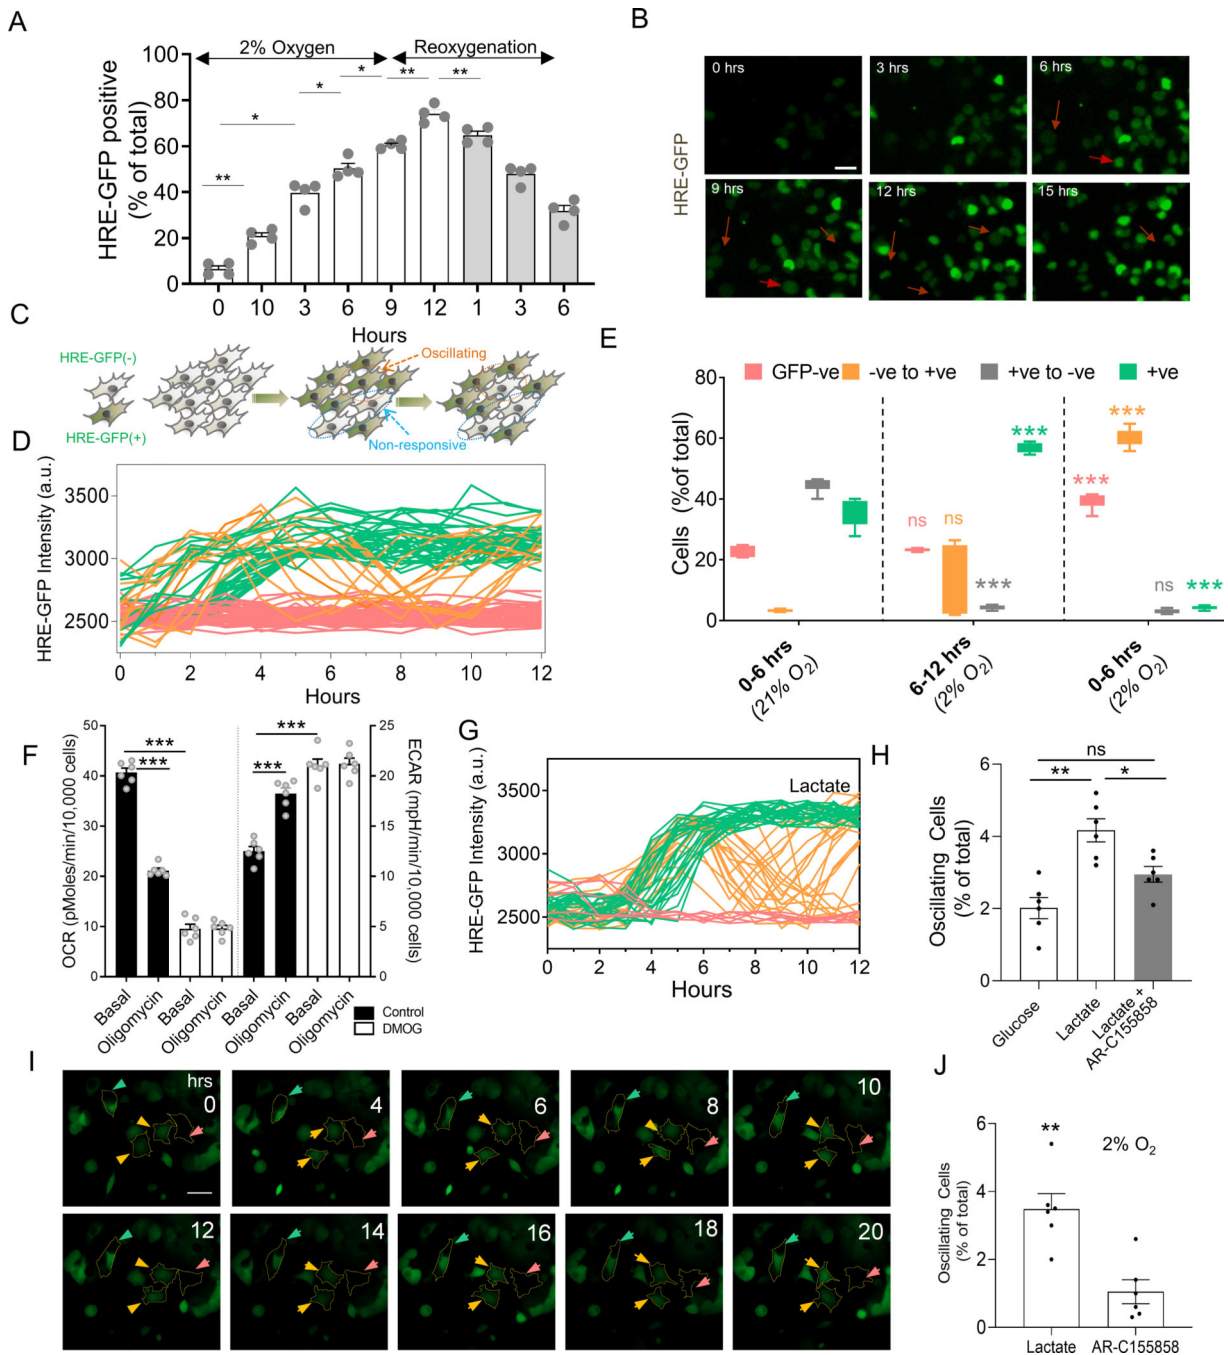 A
2% Oxygen
Reoxygenation
HRE-GFP positive
(% of total)
100
80
60
40
20
0
**
*
*
*
**
**
0 10 3 6 9 12 1 3 6
Hours
B
HRE-GFP
0 hrs
3 hrs
6 hrs
9 hrs
12 hrs
15 hrs
C
HRE-GFP(-)
HRE-GFP(+)
Oscillating
Non-responsive
D
HRE-GFP Intensity (a.u.)
3500
3000
2500
0 2 4 6 8 10 12
Hours
E
GFP-ve -ve to +ve +ve to -ve +ve
Cells (%of total)
80
60
40
20
0
ns
ns
***
***
***
***
ns
***
0-6 hrs
(21% O2)
6-12 hrs
(2% O2)
0-6 hrs
(2% O2)
F
OCR (pMoles/min/10,000 cells)
50
40
30
20
10
0
***
***
***
***
25
20
15
10
5
0
ECAR (mpH/min/10,000 cells)
Basal
Oligomycin
Basal
Oligomycin
Basal
Oligomycin
Basal
Oligomycin
Control
DMOG
G
HRE-GFP Intensity (a.u.)
Lactate
3500
3000
2500
0 2 4 6 8 10 12
Hours
H
Oscillating Cells
(% of total)
6
4
2
0
ns
**
*
Glucose
Lactate
Lactate +
AR-C155858
I
hrs
0
4
6
8
10
12
14
16
18
20
J
Oscillating Cells
(% of total)
6
4
2
0
**
2% O2
Lactate AR-C155858